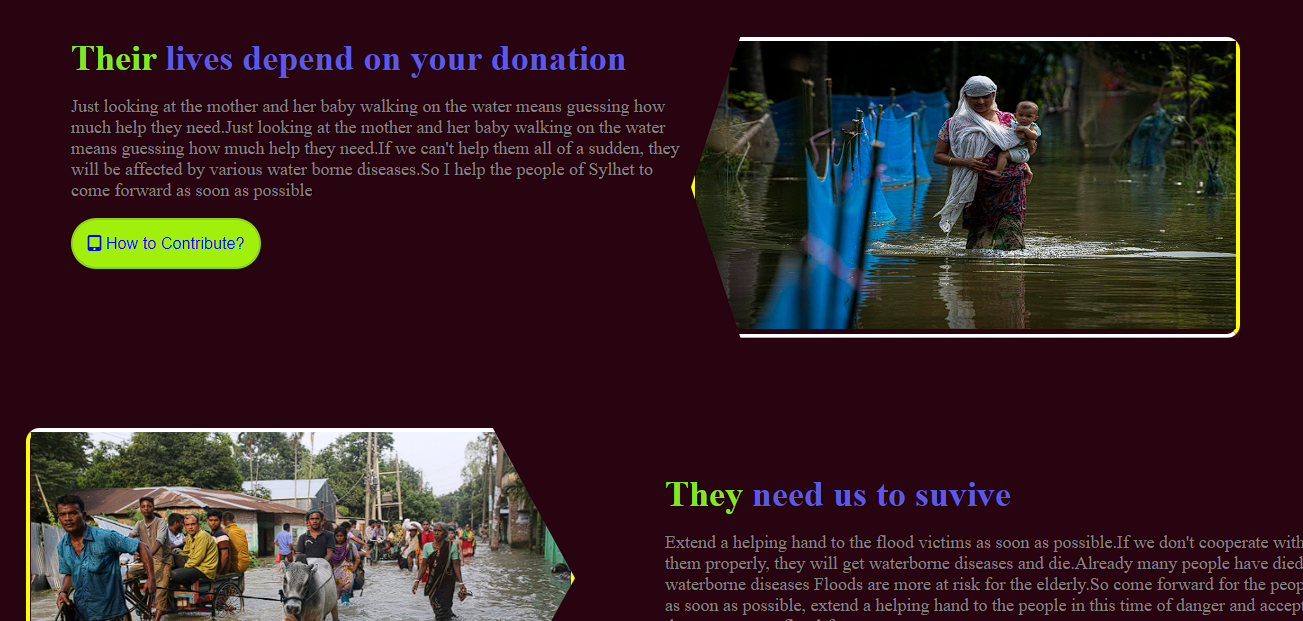 Their lives depend on your donation
Just looking at the mother and her baby walking on the water means guessing how
much help they need.Just looking at the mother and her baby walking on the water
means guessing how much help they need.If we can't help them all of a sudden, they
will be affected by various water borne diseases.So I help the people of Sylhet to
come forward as soon as possible
How to Contribute?
They need us to suvive
Extend a helping hand to the flood victims as soon as possible.If we don't cooperate with
them properly, they will get waterborne diseases and die.Already many people have died
waterborne diseases Floods are more at risk for the elderly.So come forward for the
as soon as possible, extend a helping hand to the people in this time of danger and